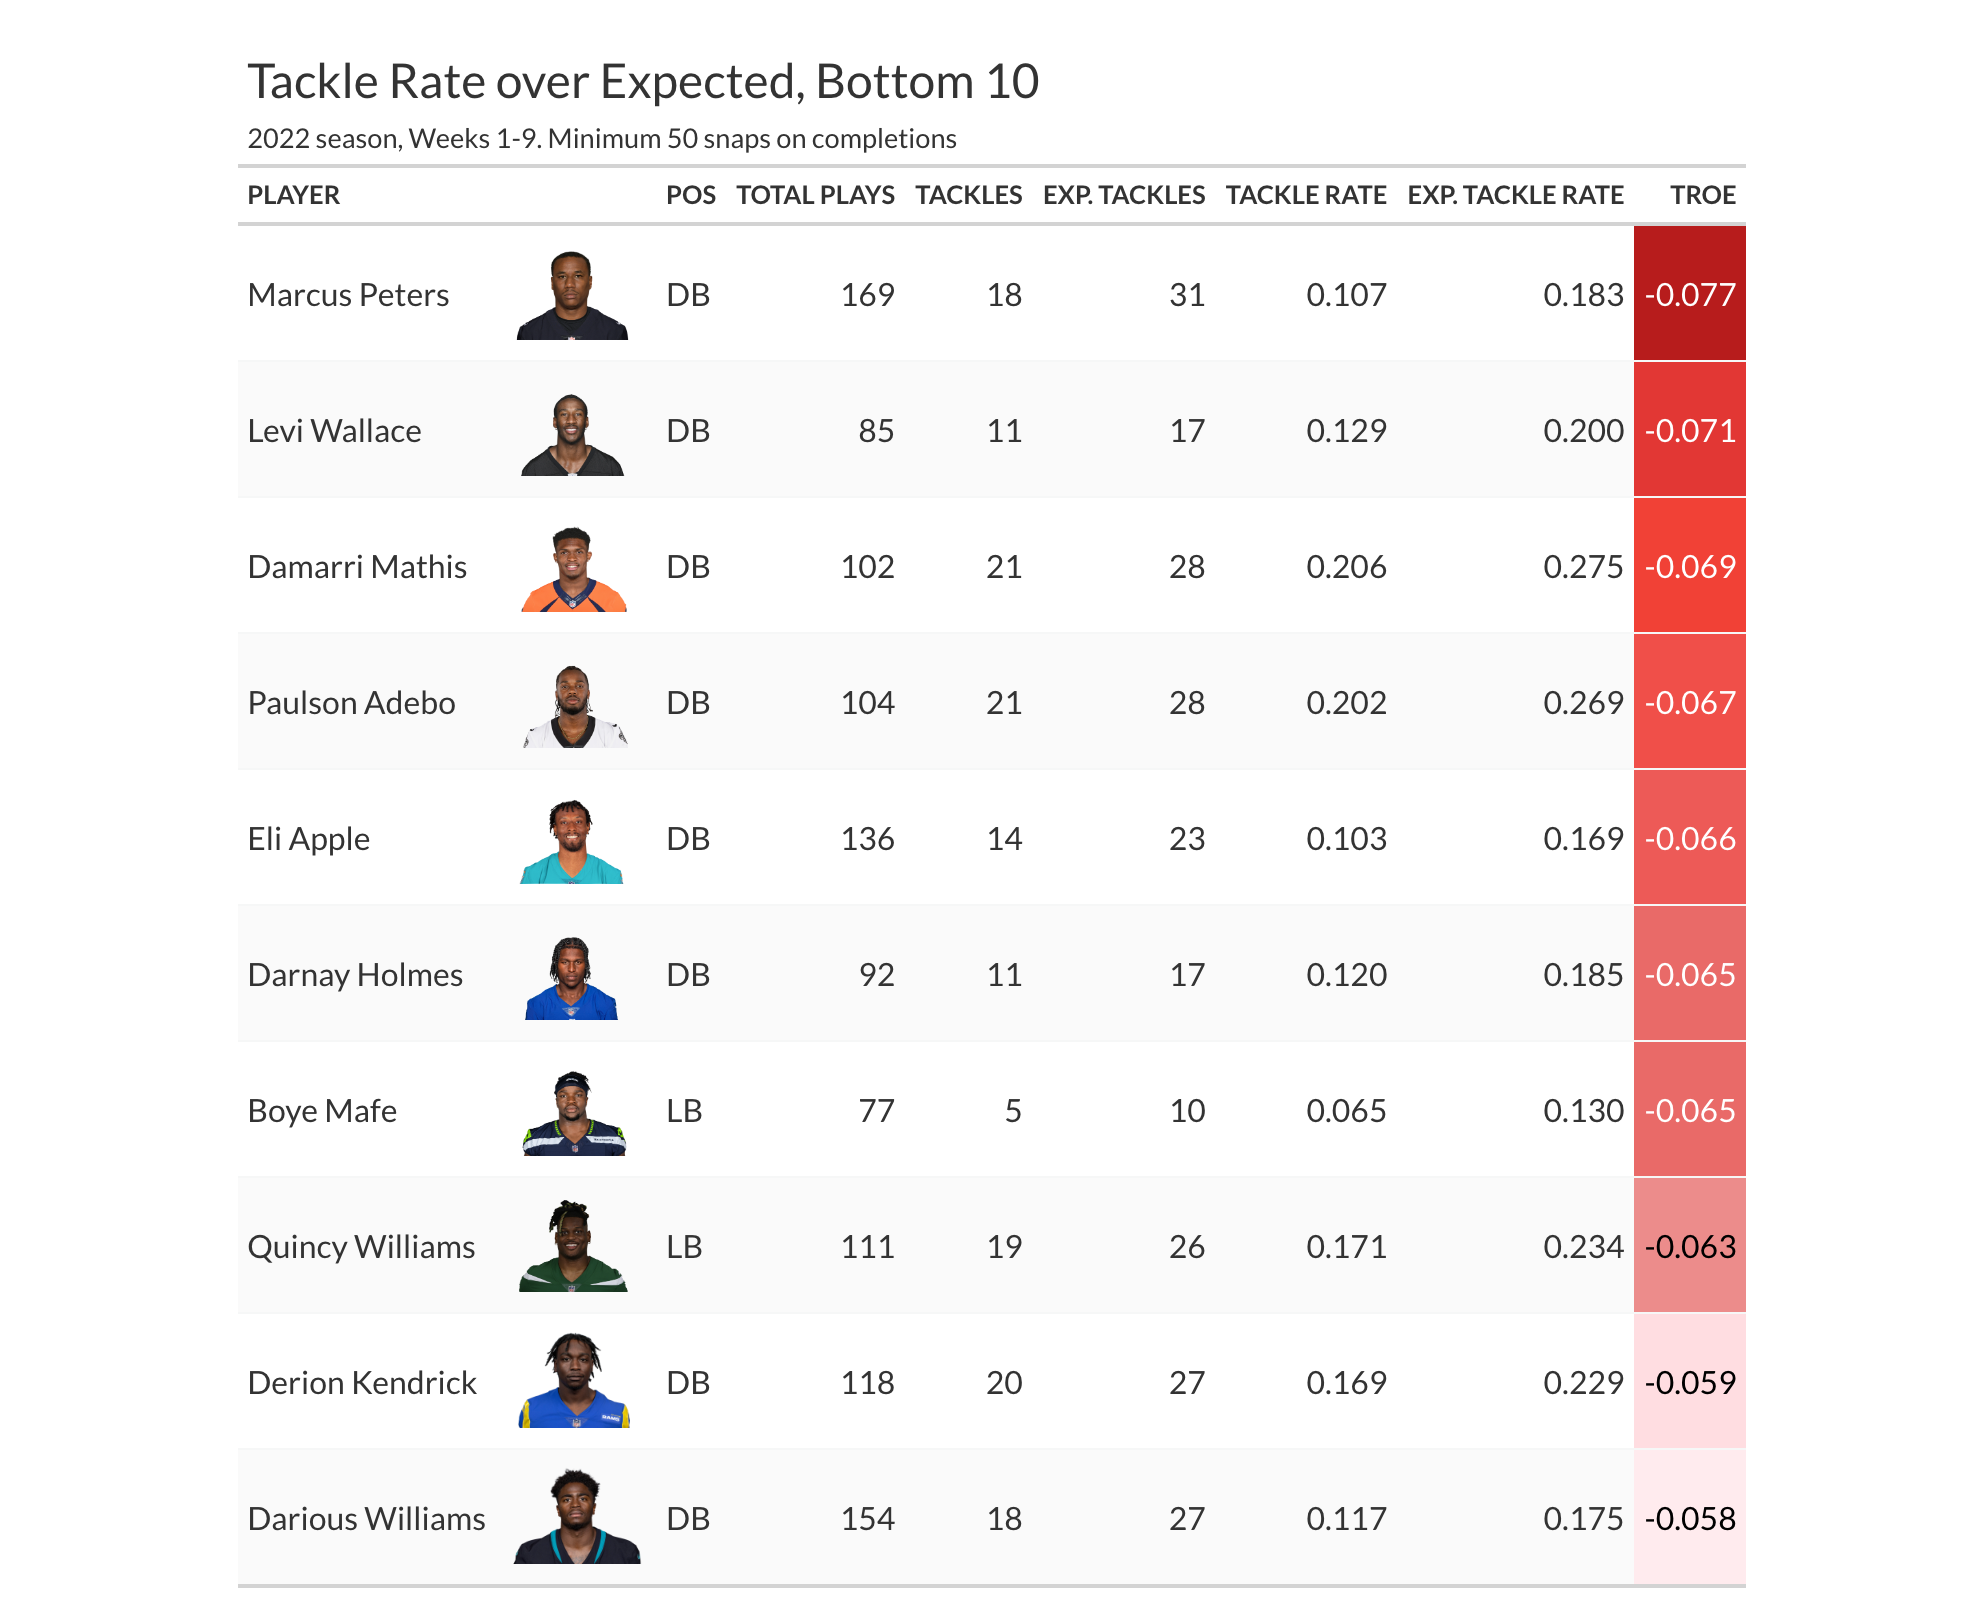 Tackle Rate over Expected, Bottom 10
2022 season, Weeks 1-9. Minimum 50 snaps on completions
PLAYER POS TOTAL PLAYS TACKLES EXP. TACKLES TACKLE RATE EXP. TACKLE RATE TROE
Marcus Peters DB 169 18 31 0.107 0.183 -0.077
Levi Wallace DB 85 11 17 0.129 0.200 -0.071
Damarri Mathis DB 102 21 28 0.206 0.275 -0.069
Paulson Adebo DB 104 21 28 0.202 0.269 -0.067
Eli Apple DB 136 14 23 0.103 0.169 -0.066
Darnay Holmes DB 92 11 17 0.120 0.185 -0.065
Boye Mafe LB 77 5 10 0.065 0.130 -0.065
Quincy Williams LB 111 19 26 0.171 0.234 -0.063
Derion Kendrick DB 118 20 27 0.169 0.229 -0.059
Darious Williams DB 154 18 27 0.117 0.175 -0.058